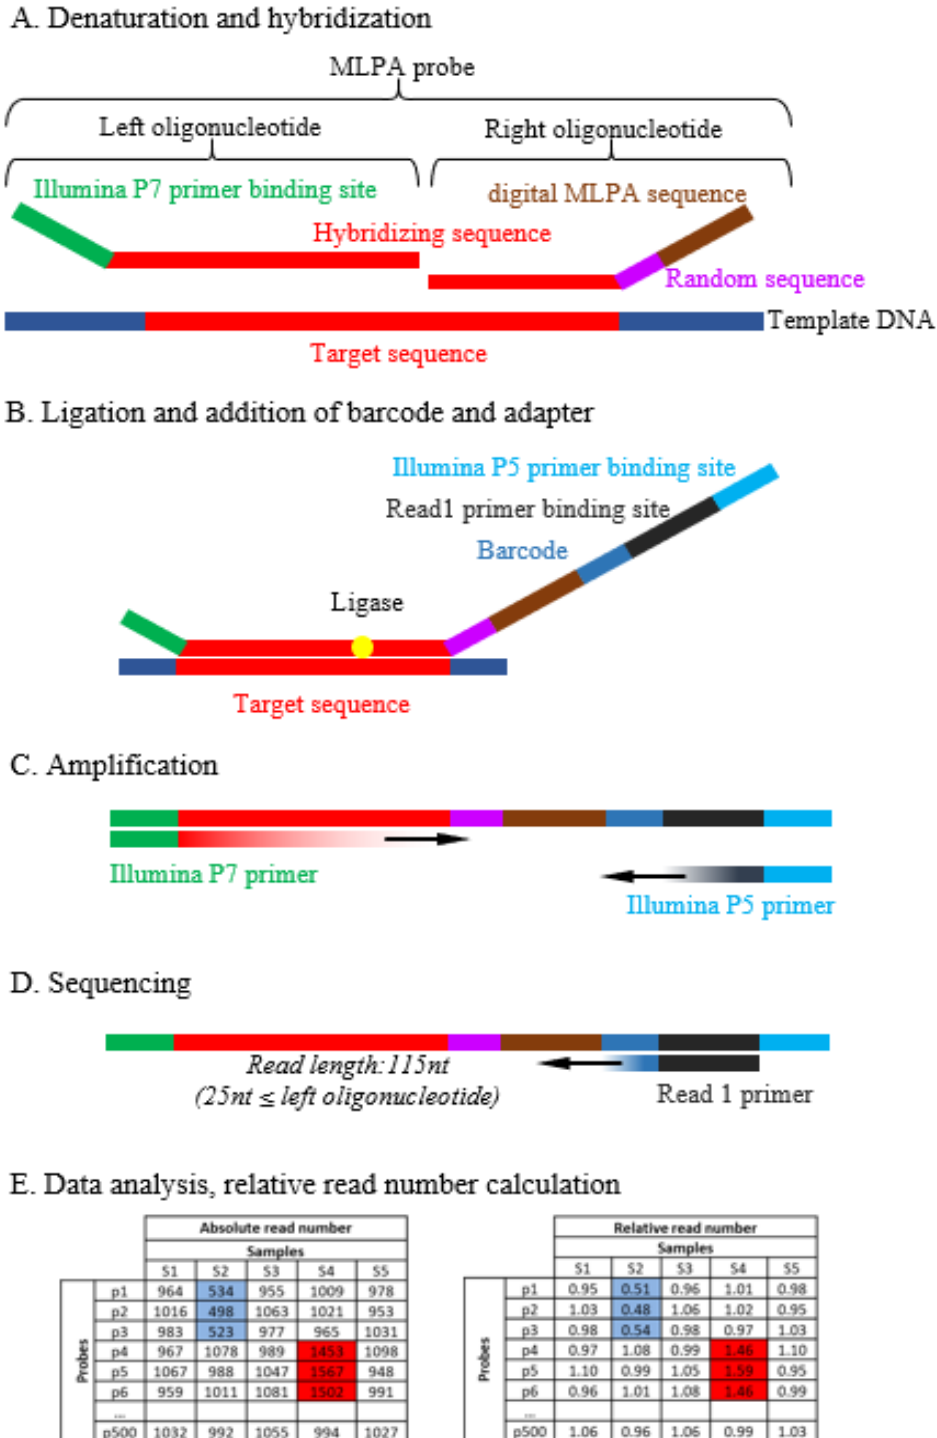 A. Denaturation and hybridization
MLPA probe
Left oligonucleotide
Right oligonucleotide
Illumina P7 primer binding site
digital MLPA sequence
Hybridizing sequence
Random sequence
Template DNA
Target sequence
B. Ligation and addition of barcode and adapter
Illumina P5 primer binding site
Read1 primer binding site
Barcode
Ligase
Target sequence
C. Amplification
Illumina P7 primer
Illumina P5 primer
D. Sequencing
Read length:115nt
(25nt ≤ left oligonucleotide)
Read 1 primer
E. Data analysis, relative read number calculation
Absolute read number
Samples
S1 S2 S3 S4 S5
Probes
p1 964 534 955 1009 978
p2 1016 498 1063 1021 953
p3 983 523 977 965 1031
p4 967 1078 989 1453 1098
p5 1067 988 1047 1567 948
p6 959 1011 1081 1502 991
...
p500 1032 992 1055 994 1027
Relative read number
Samples
S1 S2 S3 S4 S5
Probes
p1 0.95 0.51 0.96 1.01 0.98
p2 1.03 0.48 1.06 1.02 0.95
p3 0.98 0.54 0.98 0.97 1.03
p4 0.97 1.08 0.99 1.46 1.10
p5 1.10 0.99 1.05 1.59 0.95
p6 0.96 1.01 1.08 1.46 0.99
...
p500 1.06 0.96 1.06 0.99 1.03